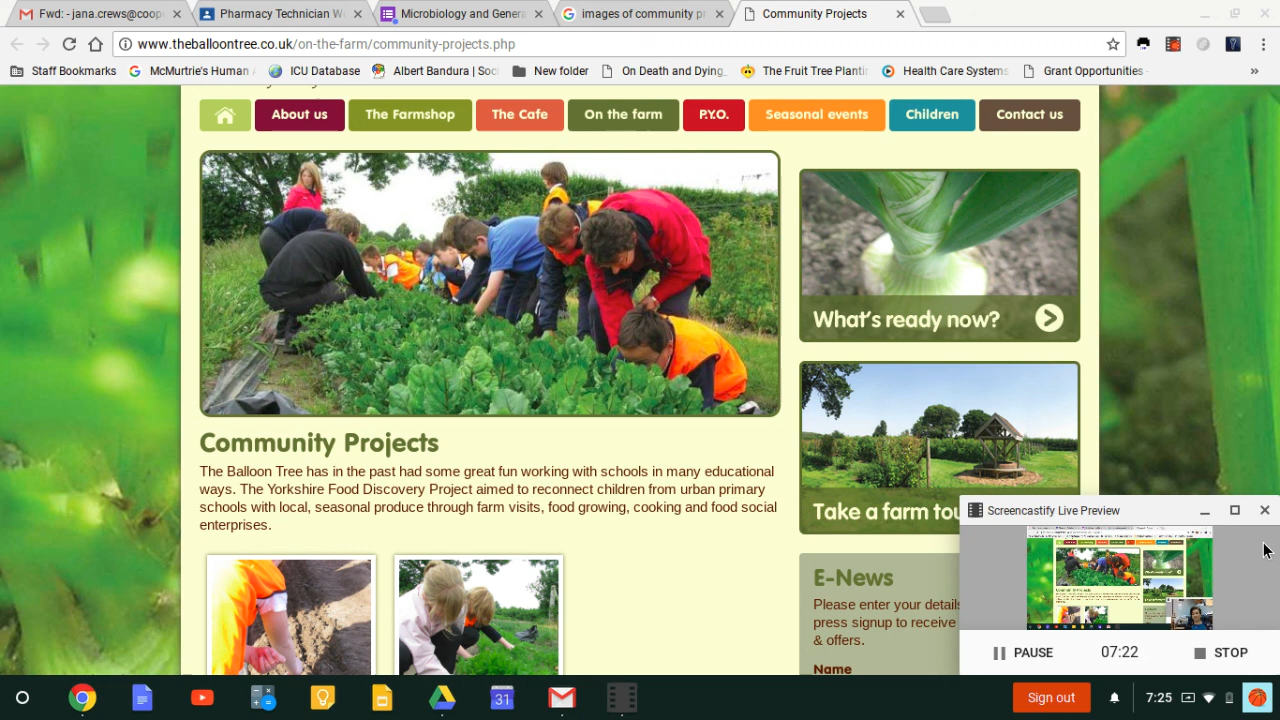 Fwd: - jana.crews@coop
Pharmacy Technician W
Microbiology and Genera
images of community pr
Community Projects
www.theballoontree.co.uk/on-the-farm/community-projects.php
Staff Bookmarks
McMurtrie's Human
ICU Database
Albert Bandura | Soc
New folder
On Death and Dying
The Fruit Tree Planti
Health Care Systems
Grant Opportunities -
»
About us
The Farmshop
The Cafe
On the farm
P.Y.O.
Seasonal events
Children
Contact us
What's ready now?
Community Projects
The Balloon Tree has in the past had some great fun working with schools in many educational
ways. The Yorkshire Food Discovery Project aimed to reconnect children from urban primary
schools with local, seasonal produce through farm visits, food growing, cooking and food social
enterprises.
Take a farm tou
E-News
Please enter your details
press signup to receive
& offers.
Name
Screencastify Live Preview
PAUSE
07:22
STOP
31
Sign out
7:25